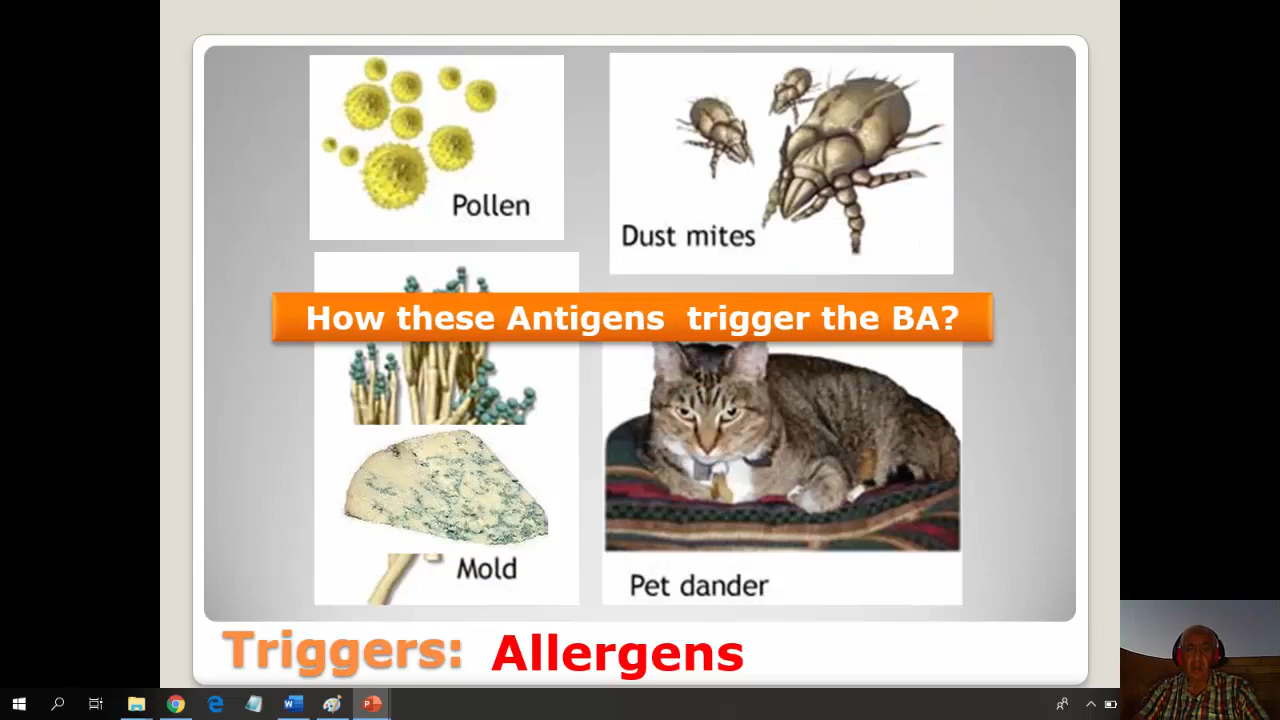 Pollen
Dust mites
How these Antigens trigger the BA?
Mold
Pet dander
Triggers: Allergens